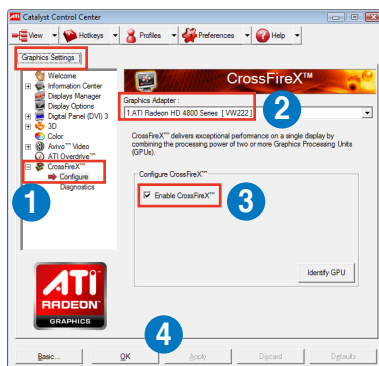 Catalyst Control Center
View Hotkeys Profiles Preferences Help
Graphics Settings
Welcome
Information Center
Displays Manager
Display Options
Digital Panel (DVI) 3
3D
Color
Avivo™ Video
ATI Overdrive™
CrossFireX™
Configure
Diagnostics
1
CrossFireX™
Graphics Adapter :
1.ATI Radeon HD 4800 Series [ VW222 ]
2
CrossFireX™ delivers exceptional performance on a single display by
combining the processing power of two or more Graphics Processing Units
(GPUs).
Configure CrossFireX™
Enable CrossFireX™
3
Identify GPU
ATI
RADEON
GRAPHICS
4
Basic... OK Apply Discard Defaults